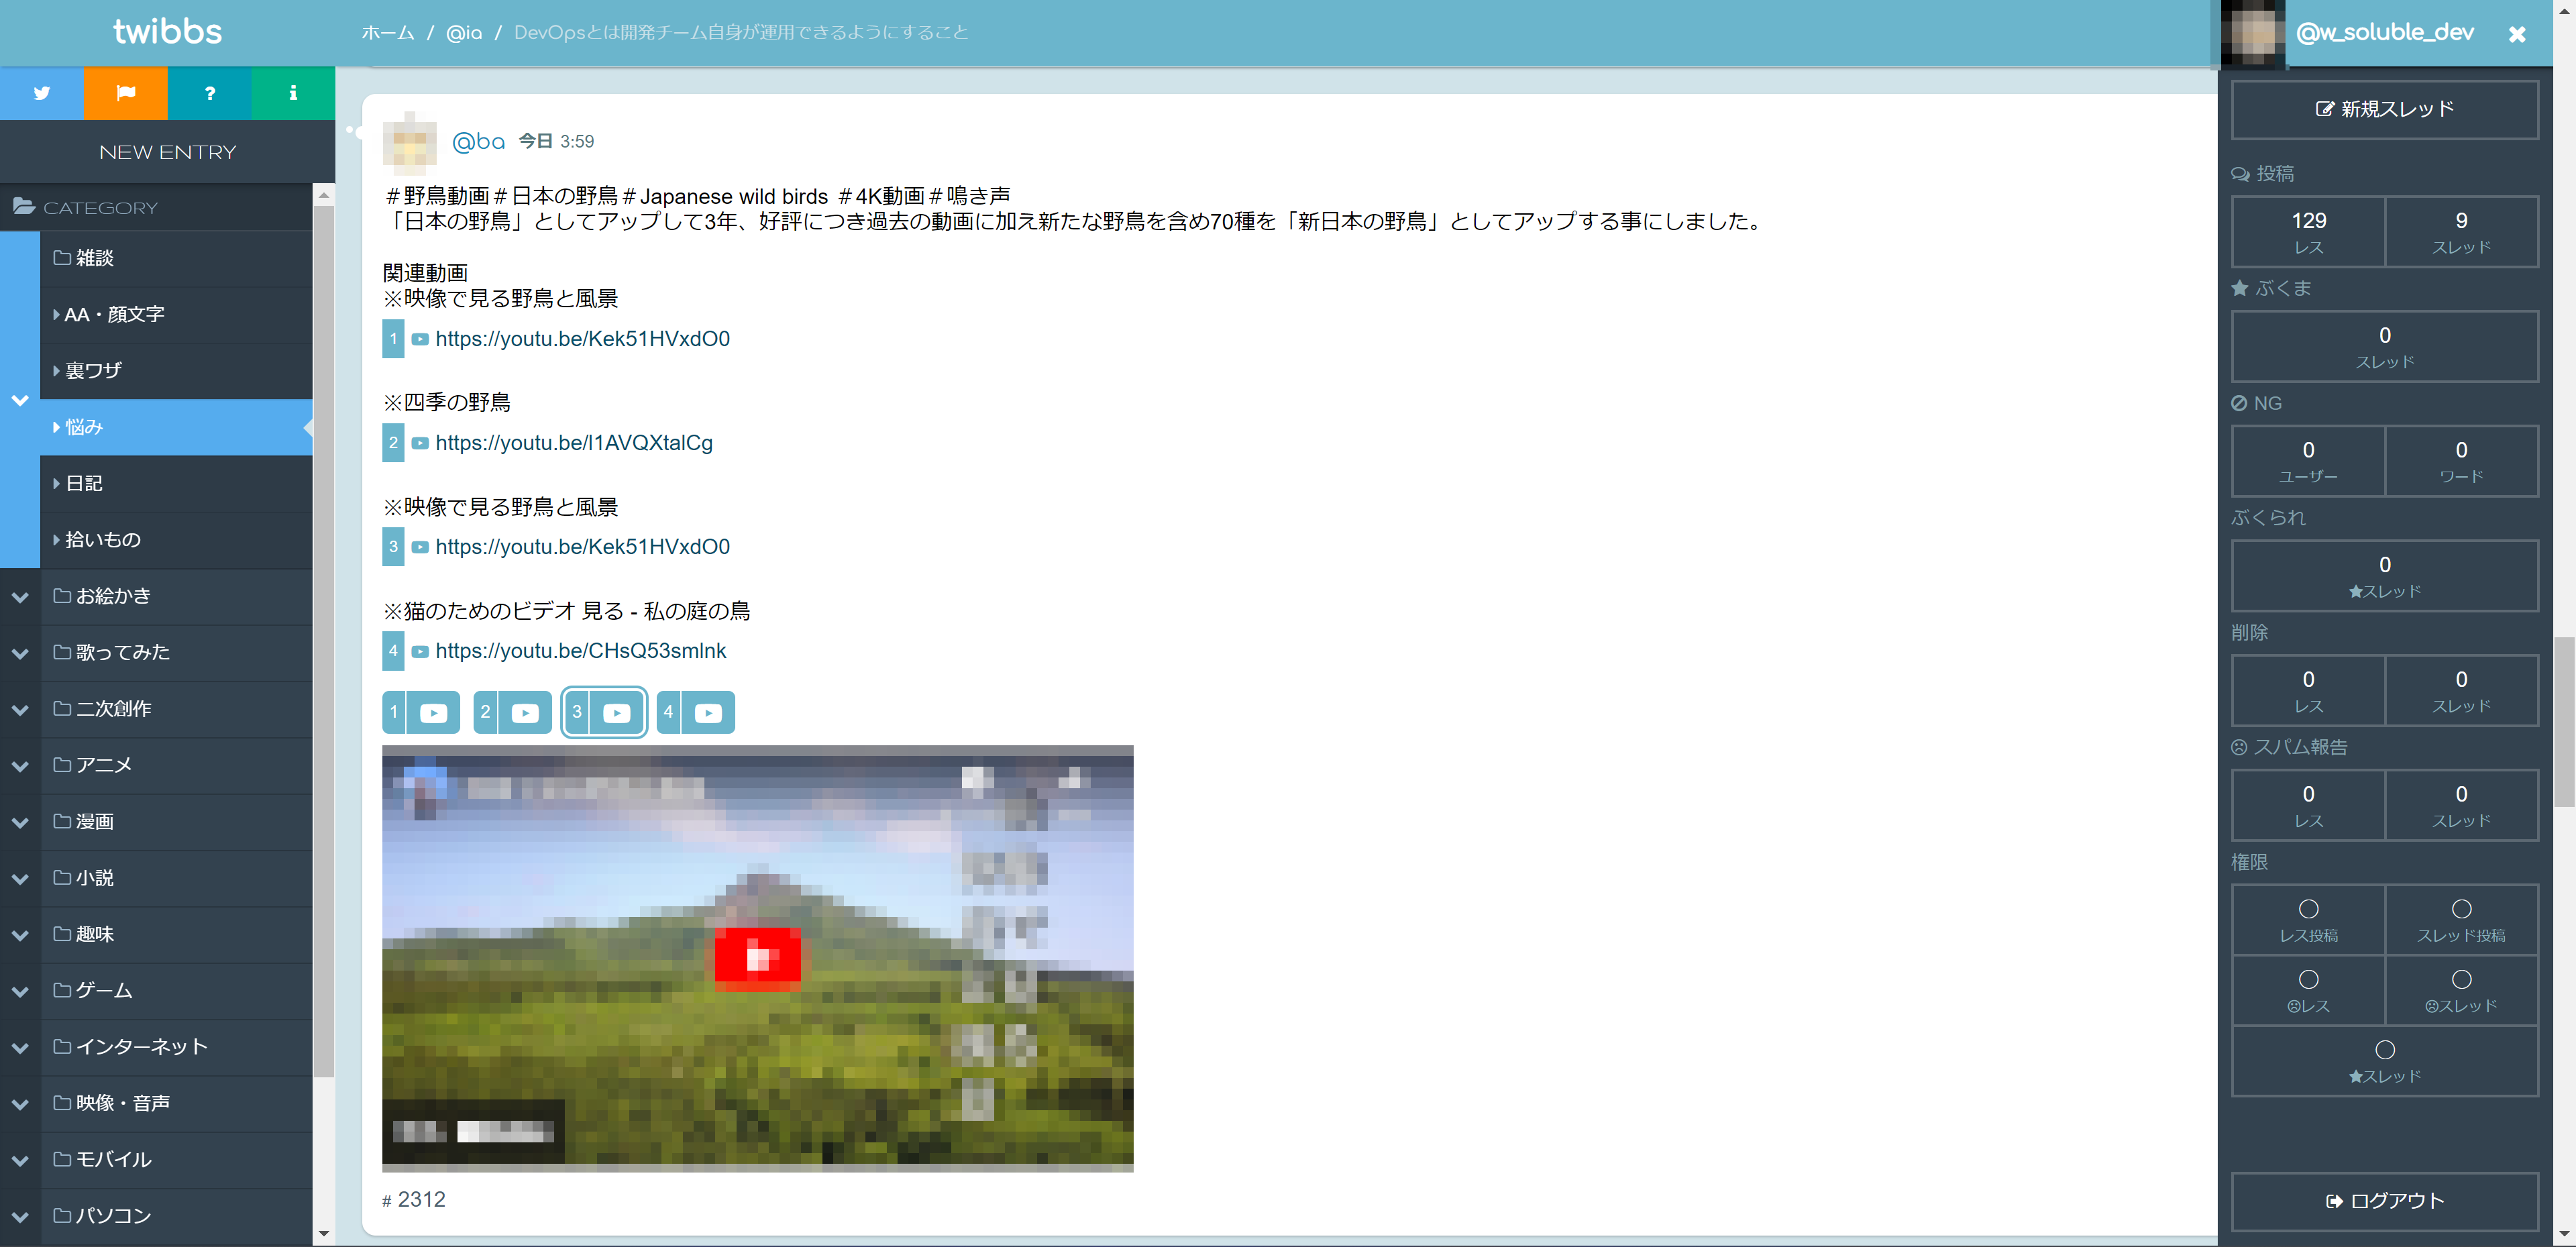 twibbs
ホーム / @ia / DevOpsとは開発チーム自身が運用できるようにすること
@w_soluble_dev
NEW ENTRY
CATEGORY
雑談
AA・顔文字
裏ワザ
悩み
日記
拾いもの
お絵かき
歌ってみた
二次創作
アニメ
漫画
小説
趣味
ゲーム
インターネット
映像・音声
モバイル
パソコン
@ba 今日 3:59
＃野鳥動画＃日本の野鳥＃Japanese wild birds ＃4K動画＃鳴き声
「日本の野鳥」としてアップして3年、好評につき過去の動画に加え新たな野鳥を含め70種を「新日本の野鳥」としてアップする事にしました。
関連動画
※映像で見る野鳥と風景
1 https://youtu.be/Kek51HVxdO0
※四季の野鳥
2 https://youtu.be/I1AVQXtalCg
※映像で見る野鳥と風景
3 https://youtu.be/Kek51HVxdO0
※猫のためのビデオ 見る - 私の庭の鳥
4 https://youtu.be/CHsQ53smlnk
1 2 3 4
# 2312
新規スレッド
投稿
129 9
レス スレッド
ぶくま
0
スレッド
NG
0 0
ユーザー ワード
ぶくられ
0
★スレッド
削除
0 0
レス スレッド
スパム報告
0 0
レス スレッド
権限
◯ ◯
レス投稿 スレッド投稿
◯ ◯
☹レス ☹スレッド
◯
★スレッド
ログアウト